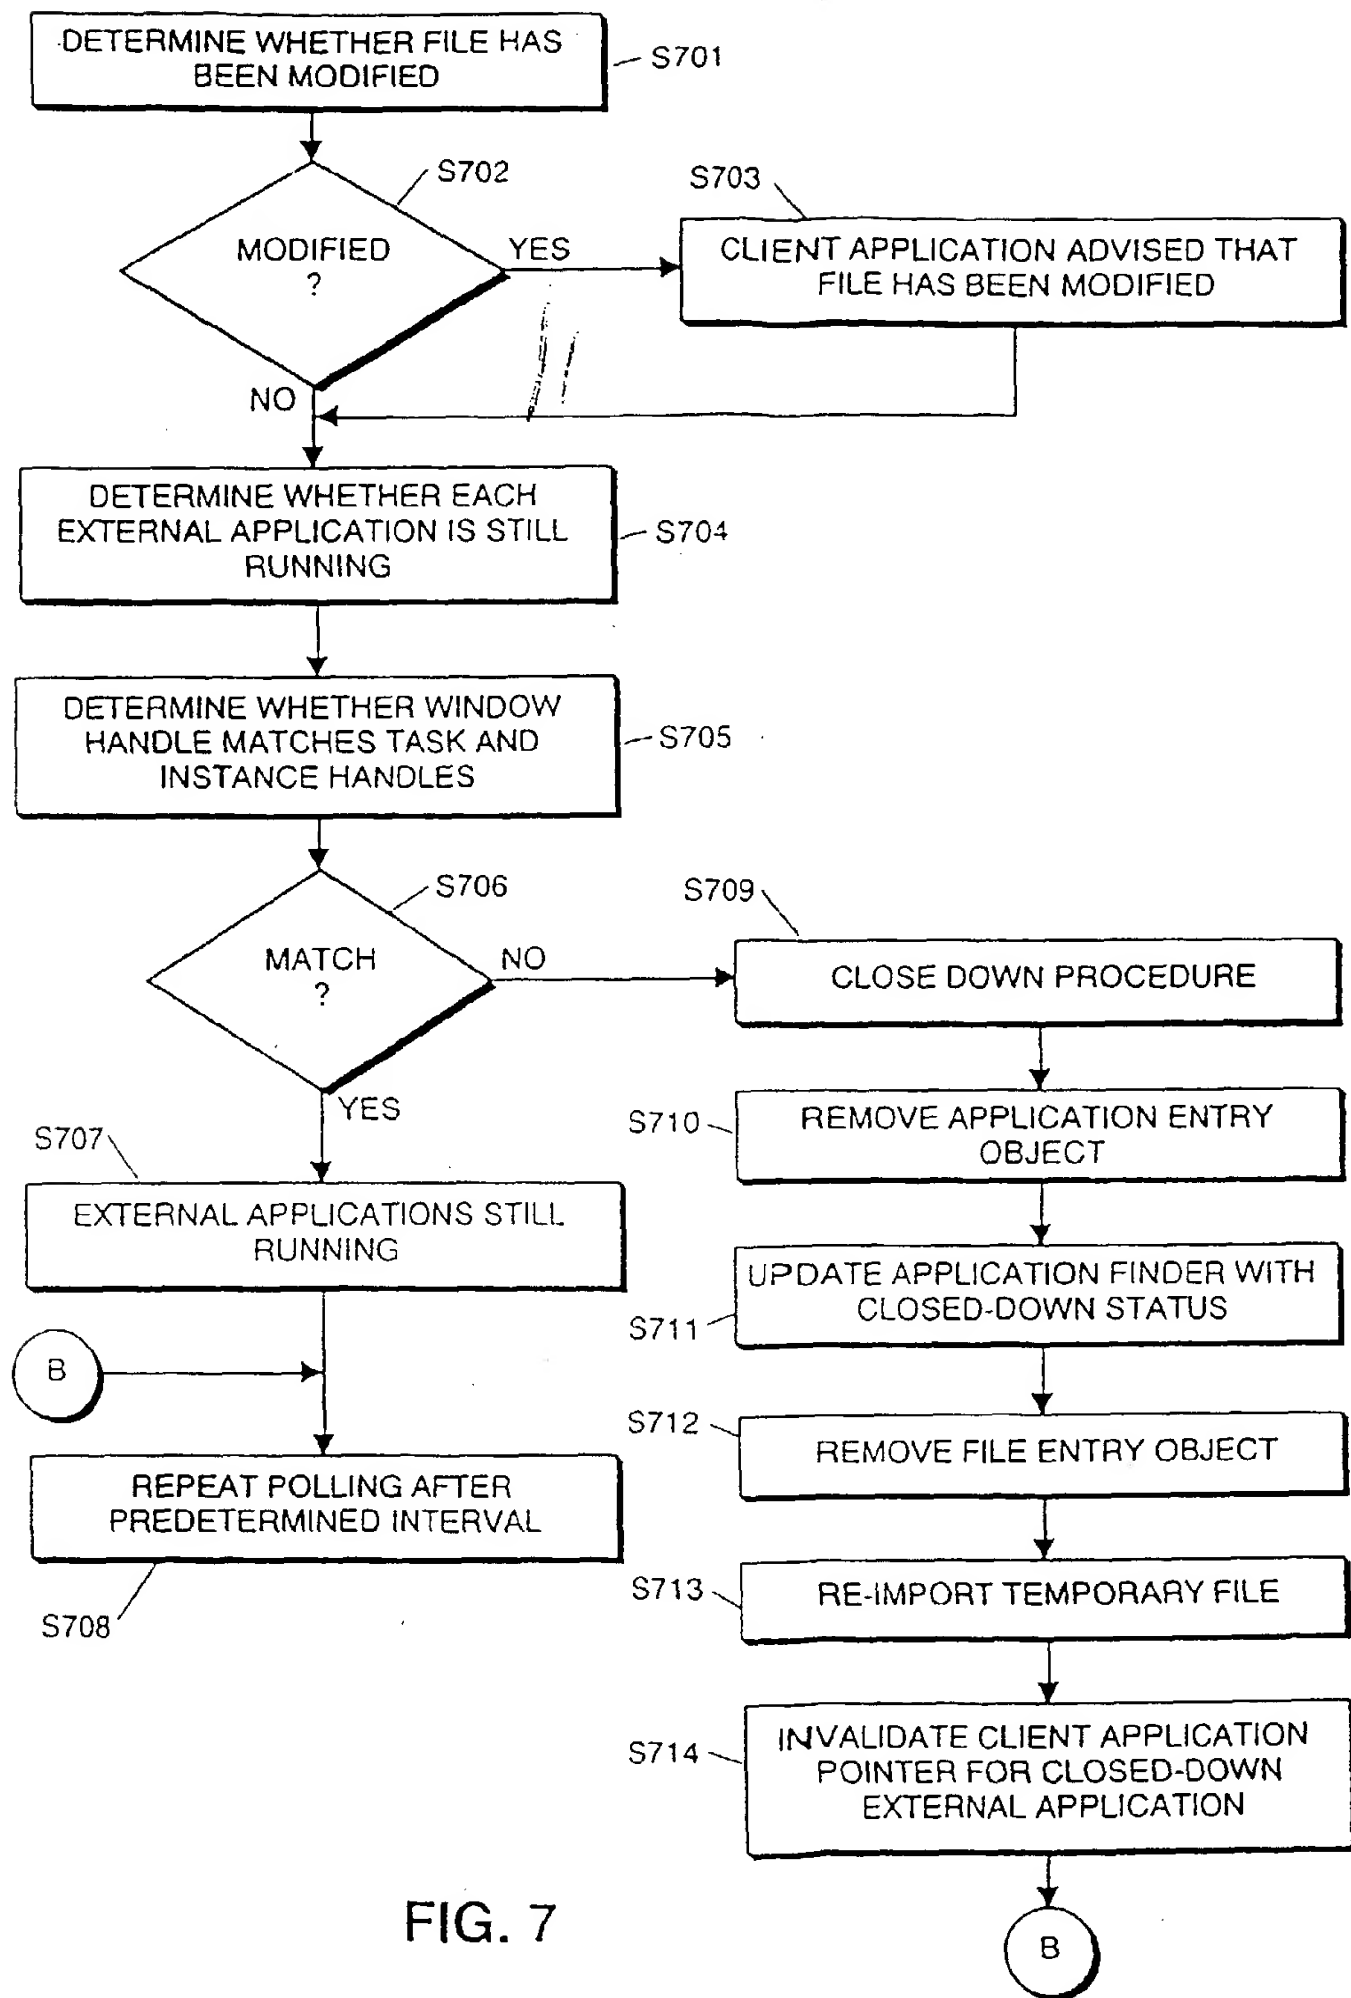 DETERMINE WHETHER FILE HAS
BEEN MODIFIED
S701
S702
MODIFIED
?
YES
NO
S703
CLIENT APPLICATION ADVISED THAT
FILE HAS BEEN MODIFIED
DETERMINE WHETHER EACH
EXTERNAL APPLICATION IS STILL
RUNNING
S704
DETERMINE WHETHER WINDOW
HANDLE MATCHES TASK AND
INSTANCE HANDLES
S705
S706
MATCH
?
NO
YES
S707
EXTERNAL APPLICATIONS STILL
RUNNING
B
REPEAT POLLING AFTER
PREDETERMINED INTERVAL
S708
S709
CLOSE DOWN PROCEDURE
S710
REMOVE APPLICATION ENTRY
OBJECT
UPDATE APPLICATION FINDER WITH
CLOSED-DOWN STATUS
S711
S712
REMOVE FILE ENTRY OBJECT
S713
RE-IMPORT TEMPORARY FILE
S714
INVALIDATE CLIENT APPLICATION
POINTER FOR CLOSED-DOWN
EXTERNAL APPLICATION
B
FIG. 7